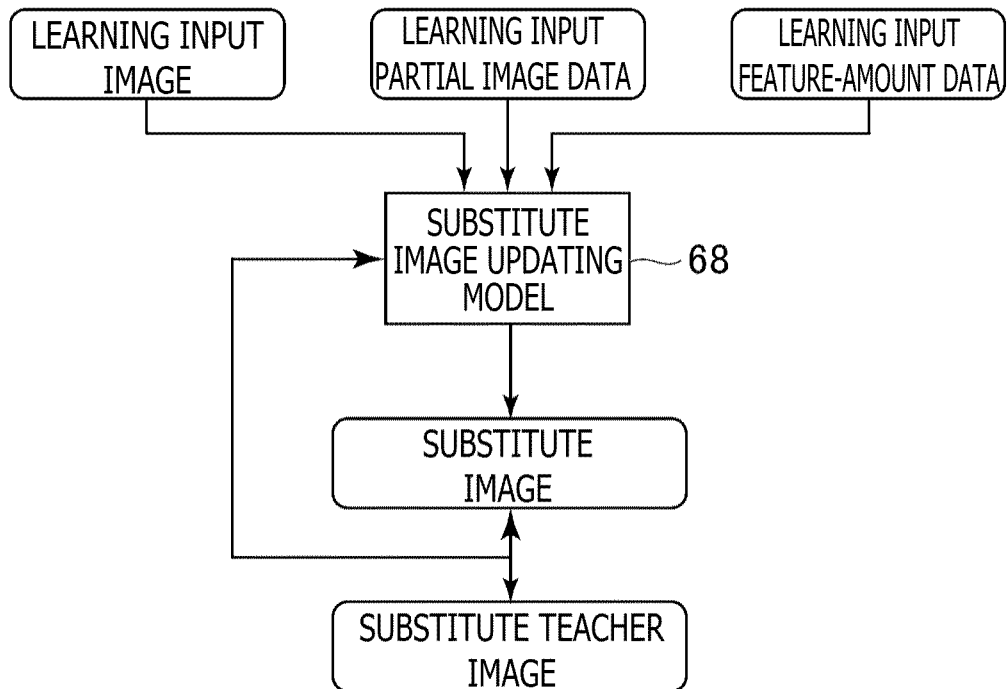 LEARNING INPUT
IMAGE
LEARNING INPUT
PARTIAL IMAGE DATA
LEARNING INPUT
FEATURE-AMOUNT DATA
SUBSTITUTE
IMAGE UPDATING
MODEL
68
SUBSTITUTE
IMAGE
SUBSTITUTE TEACHER
IMAGE